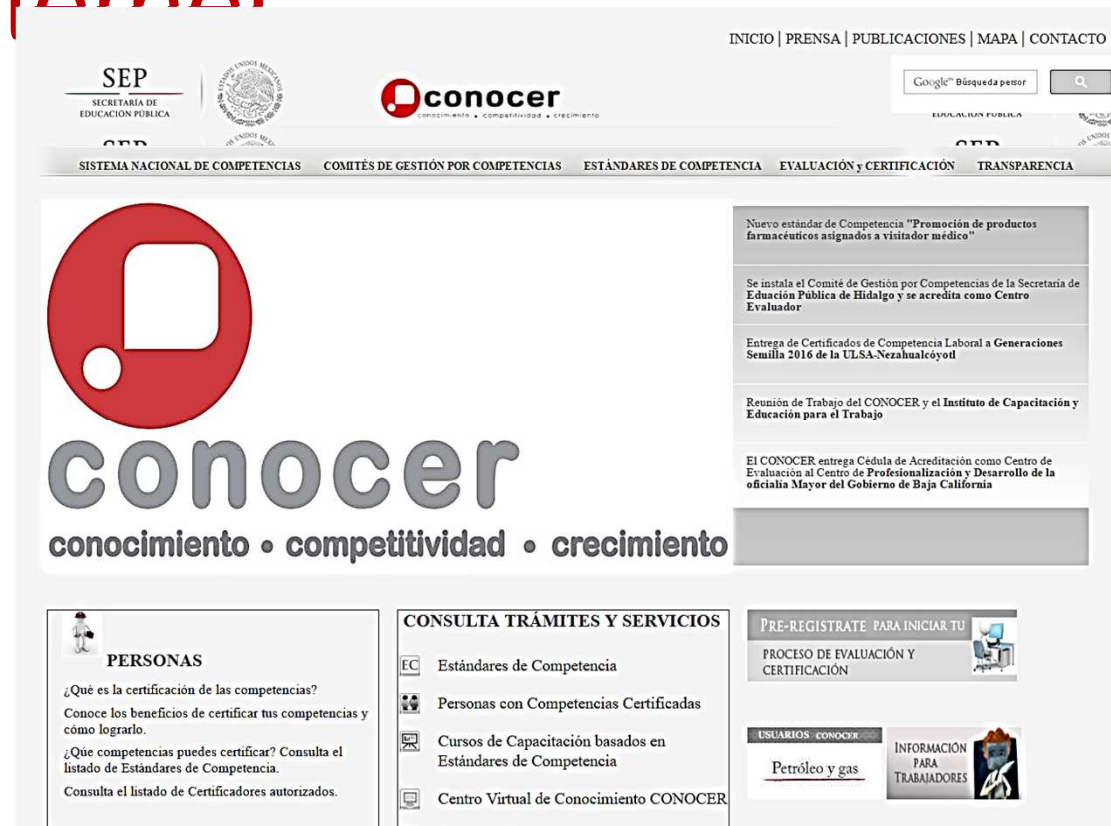 INICIO | PRENSA | PUBLICACIONES | MAPA | CONTACTO
SEP
SECRETARÍA DE
EDUCACIÓN PÚBLICA
ESTADOS UNIDOS MEXICANOS
conocer
conocimiento • competitividad • crecimiento
Google™ Búsqueda person
EDUCACIÓN PÚBLICA
SEP
SEP
SISTEMA NACIONAL DE COMPETENCIAS COMITÉS DE GESTIÓN POR COMPETENCIAS ESTÁNDARES DE COMPETENCIA EVALUACIÓN y CERTIFICACIÓN TRANSPARENCIA
conocer
conocimiento • competitividad • crecimiento
Nuevo estándar de Competencia "Promoción de productos
farmacéuticos asignados a visitador médico"
Se instala el Comité de Gestión por Competencias de la Secretaría de
Eduación Pública de Hidalgo y se acredita como Centro
Evaluador
Entrega de Certificados de Competencia Laboral a Generaciones
Semilla 2016 de la ULSA-Nezahualcóyotl
Reunión de Trabajo del CONOCER y el Instituto de Capacitación y
Educación para el Trabajo
El CONOCER entrega Cédula de Acreditación como Centro de
Evaluación al Centro de Profesionalización y Desarrollo de la
oficialía Mayor del Gobierno de Baja California
PERSONAS
¿Qué es la certificación de las competencias?
Conoce los beneficios de certificar tus competencias y
cómo lograrlo.
¿Qúe competencias puedes certificar? Consulta el
listado de Estándares de Competencia.
Consulta el listado de Certificadores autorizados.
CONSULTA TRÁMITES Y SERVICIOS
EC Estándares de Competencia
Personas con Competencias Certificadas
Cursos de Capacitación basados en
Estándares de Competencia
Centro Virtual de Conocimiento CONOCER
PRE-REGISTRATE PARA INICIAR TU
PROCESO DE EVALUACIÓN Y
CERTIFICACIÓN
USUARIOS CONOCER
Petróleo y gas
INFORMACIÓN
PARA
TRABAJADORES